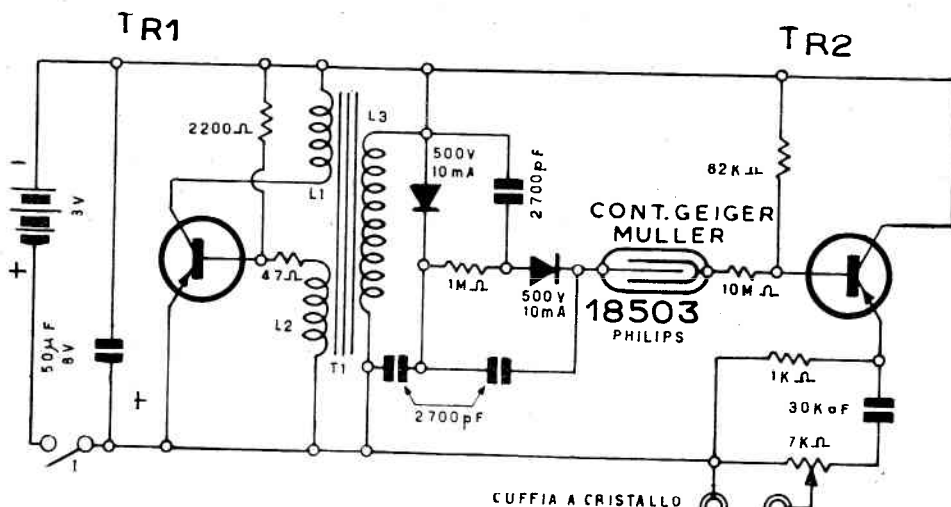 TR1
TR2
2200Ω
L1
L3
500V
10mA
2700pF
82KΩ
3V
+
CONT. GEIGER
MULLER
47Ω
1MΩ
500V
10mA
18503
PHILIPS
10MΩ
L2
T1
50µF
8V
+
2700pF
1KΩ
30K
7KΩ
I
CUFFIA A CRISTALLO